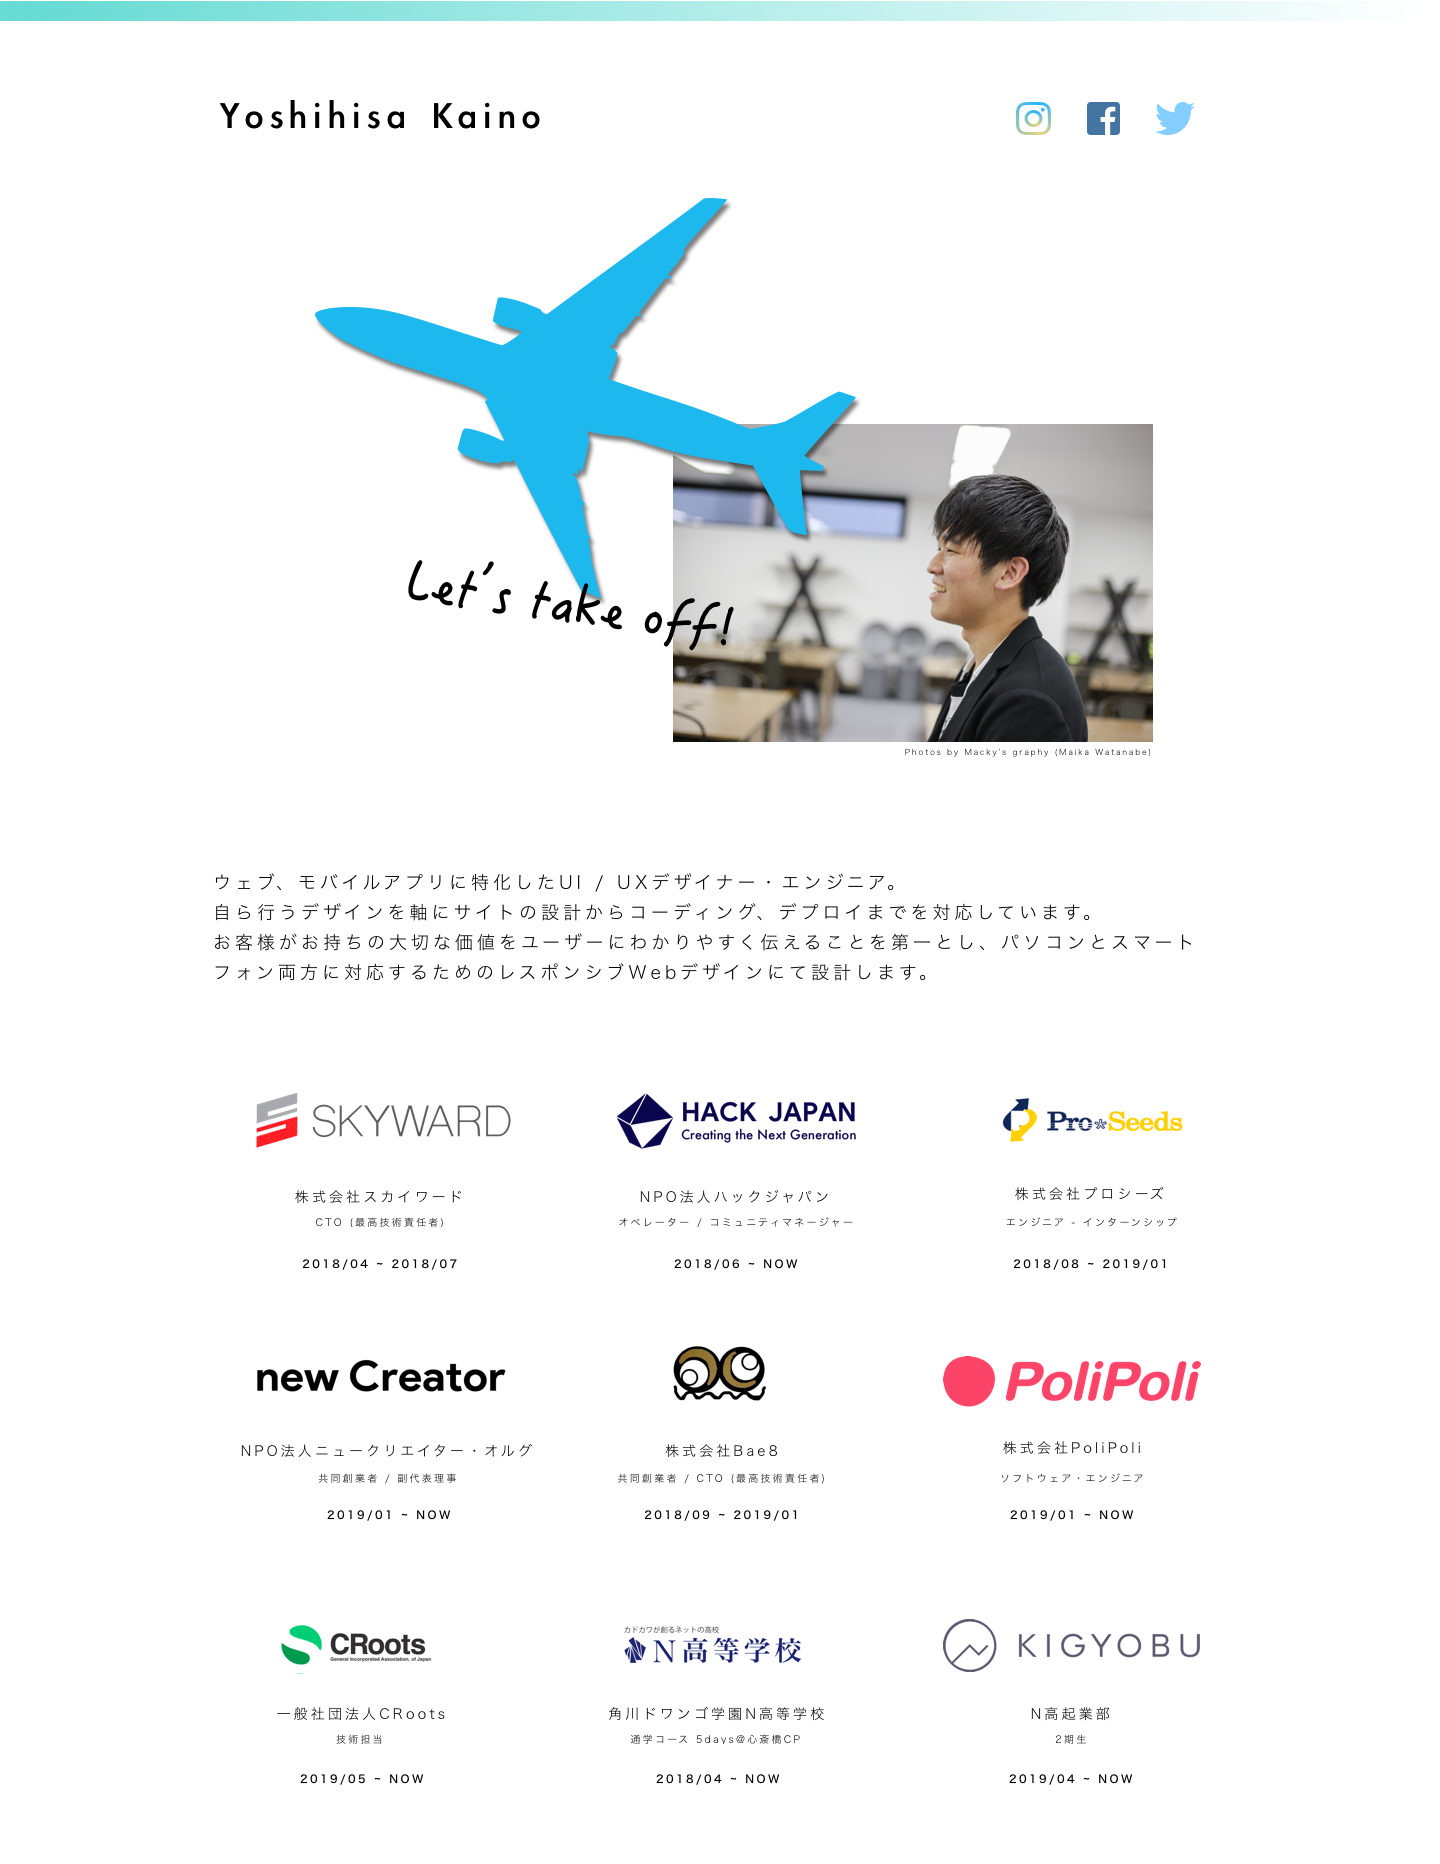 Yoshihisa Kaino
Let's take off!
Photos by Macky's graphy (Maika Watanabe)
ウェブ、モバイルアプリに特化したUI / UXデザイナー・エンジニア。
自ら行うデザインを軸にサイトの設計からコーディング、デプロイまでを対応しています。
お客様がお持ちの大切な価値をユーザーにわかりやすく伝えることを第一とし、パソコンとスマート
フォン両方に対応するためのレスポンシブWebデザインにて設計します。
SKYWARD
株式会社スカイワード
CTO (最高技術責任者)
2018/04 ~ 2018/07
HACK JAPAN
Creating the Next Generation
NPO法人ハックジャパン
オペレーター / コミュニティマネージャー
2018/06 ~ NOW
Pro*Seeds
株式会社プロシーズ
エンジニア - インターンシップ
2018/08 ~ 2019/01
new Creator
NPO法人ニュークリエイター・オルグ
共同創業者 / 副代表理事
2019/01 ~ NOW
株式会社Bae8
共同創業者 / CTO (最高技術責任者)
2018/09 ~ 2019/01
PoliPoli
株式会社PoliPoli
ソフトウェア・エンジニア
2019/01 ~ NOW
CRoots
General Incorporated Association, of Japan
一般社団法人CRoots
技術担当
2019/05 ~ NOW
カドカワが創るネットの高校
N高等学校
角川ドワンゴ学園N高等学校
通学コース 5days@心斎橋CP
2018/04 ~ NOW
KIGYOBU
N高起業部
2期生
2019/04 ~ NOW